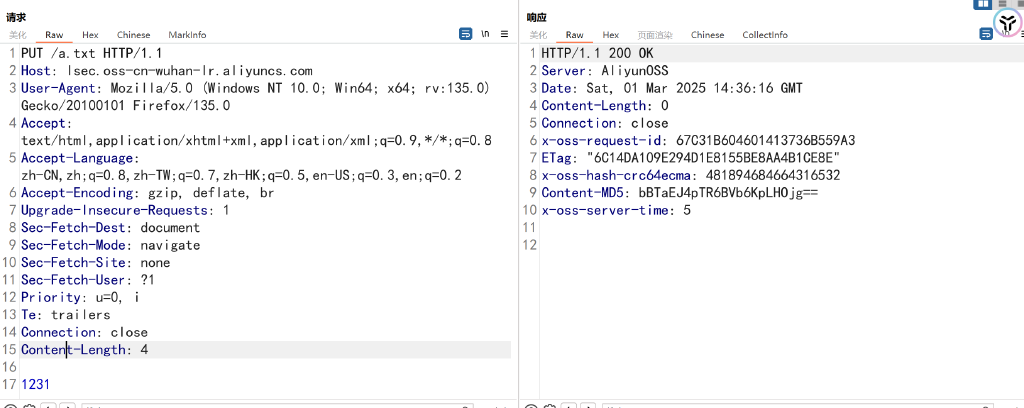 请求
美化 Raw Hex Chinese MarkInfo
\n
1 PUT /a.txt HTTP/1.1
2 Host: lsec.oss-cn-wuhan-lr.aliyuncs.com
3 User-Agent: Mozilla/5.0 (Windows NT 10.0; Win64; x64; rv:135.0)
Gecko/20100101 Firefox/135.0
4 Accept:
text/html,application/xhtml+xml,application/xml;q=0.9,*/*;q=0.8
5 Accept-Language:
zh-CN,zh;q=0.8,zh-TW;q=0.7,zh-HK;q=0.5,en-US;q=0.3,en;q=0.2
6 Accept-Encoding: gzip, deflate, br
7 Upgrade-Insecure-Requests: 1
8 Sec-Fetch-Dest: document
9 Sec-Fetch-Mode: navigate
10 Sec-Fetch-Site: none
11 Sec-Fetch-User: ?1
12 Priority: u=0, i
13 Te: trailers
14 Connection: close
15 Content-Length: 4
16
17 1231
响应
美化 Raw Hex 页面渲染 Chinese CollectInfo
1 HTTP/1.1 200 OK
2 Server: AliyunOSS
3 Date: Sat, 01 Mar 2025 14:36:16 GMT
4 Content-Length: 0
5 Connection: close
6 x-oss-request-id: 67C31B604601413736B559A3
7 ETag: "6C14DA109E294D1E8155BE8AA4B1CE8E"
8 x-oss-hash-crc64ecma: 4818946846643165​32
9 Content-MD5: bBTaEJ4pTR6BVb6KpLHOjg==
10 x-oss-server-time: 5
11
12